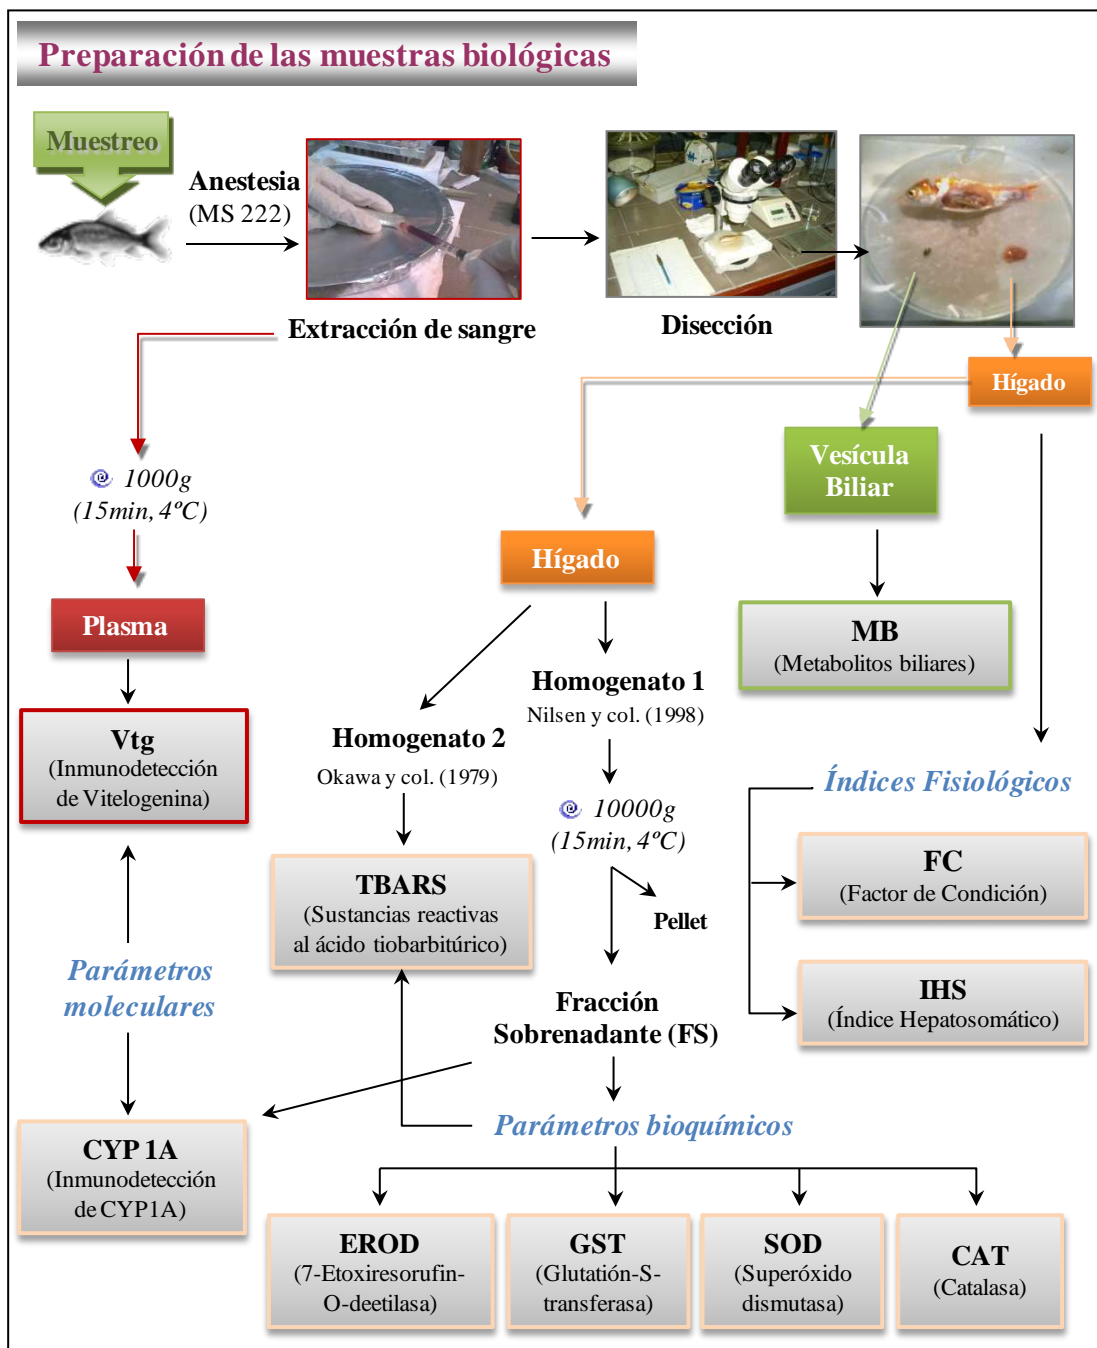 Preparación de las muestras biológicas
Muestreo
Anestesia
(MS 222)
Extracción de sangre
Disección
Hígado
Vesícula
Biliar
1000g
(15min, 4ºC)
Hígado
Plasma
MB
(Metabolitos biliares)
Homogenato 1
Nilsen y col. (1998)
Vtg
(Inmunodetección
de Vitelogenina)
Homogenato 2
Okawa y col. (1979)
Índices Fisiológicos
10000g
(15min, 4ºC)
FC
(Factor de Condición)
TBARS
(Sustancias reactivas
al ácido tiobarbitúrico)
Pellet
Parámetros
moleculares
IHS
(Índice Hepatosomático)
Fracción
Sobrenadante (FS)
Parámetros bioquímicos
CYP 1A
(Inmunodetección
de CYP1A)
EROD
(7-Etoxiresorufin-
O-deetilasa)
GST
(Glutatión-S-
transferasa)
SOD
(Superóxido
dismutasa)
CAT
(Catalasa)